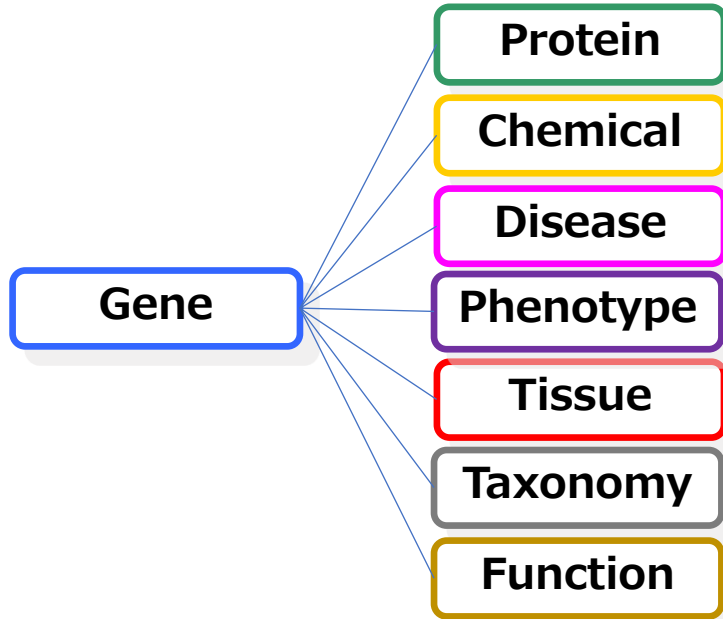 Protein
Chemical
Disease
Gene
Phenotype
Tissue
Taxonomy
Function